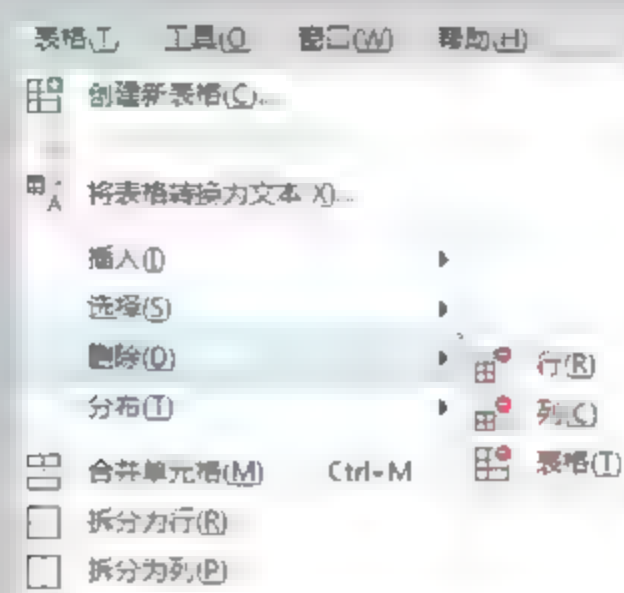 表格(T) 工具(O) 窗口(W) 帮助(H)
创建新表格(C)...
将表格转换为文本(X)...
插入(I)
选择(S)
删除(D)
行(R)
列(C)
表格(T)
分布(T)
合并单元格(M) Ctrl+M
拆分为行(R)
拆分为列(P)